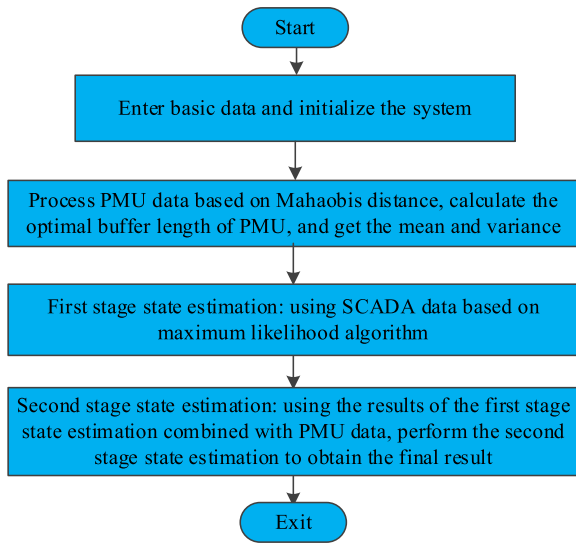 Start
Enter basic data and initialize the system
Process PMU data based on Mahaobis distance, calculate the
optimal buffer length of PMU, and get the mean and variance
First stage state estimation: using SCADA data based on
maximum likelihood algorithm
Second stage state estimation: using the results of the first stage
state estimation combined with PMU data, perform the second
stage state estimation to obtain the final result
Exit